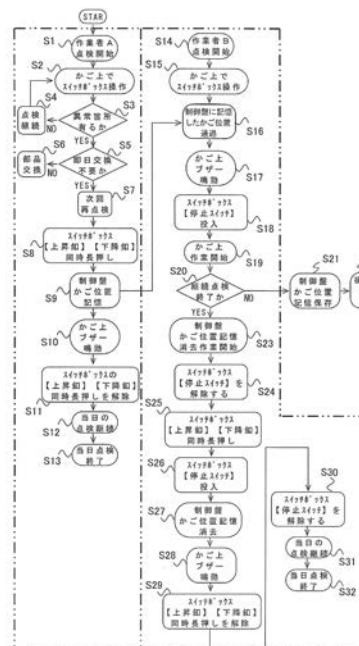 STAR
S1
作業者A
点検開始
S2
かご上で
スイッチボックス操作
S3
異常箇所
有るか
NO
YES
S4
点検
継続
S5
即日交換
不要か
NO
YES
S6
部品
交換
S7
次回
再点検
S8
スイッチボックス
【上昇釦】【下降釦】
同時長押し
S9
制御盤
かご位置
記憶
S10
かご上
ブザー
鳴動
スイッチボックスの
【上昇釦】【下降釦】
同時長押しを解除
S11
S12
当日の
点検継続
S13
当日点検
終了
S14
作業者B
点検開始
S15
かご上で
スイッチボックス操作
制御盤に記憶
したかご位置
通過
S16
かご上
ブザー
鳴動
S17
スイッチボックス
【停止スイッチ】
投入
S18
かご上
作業開始
S19
S20
継続点検
終了か
NO
YES
S21
制御盤
かご位置
記憶保存
制御盤
かご位置記憶
消去作業開始
S23
スイッチボックス
【停止スイッチ】を
解除する
S24
S25
スイッチボックス
【上昇釦】【下降釦】
同時長押し
S26
スイッチボックス
【停止スイッチ】
投入
S27
制御盤
かご位置記憶
消去
S28
かご上
ブザー
鳴動
S29
スイッチボックス
【上昇釦】【下降釦】
同時長押しを解除
S30
スイッチボックス
【停止スイッチ】を
解除する
当日の
点検継続
S31
当日点検
終了
S32